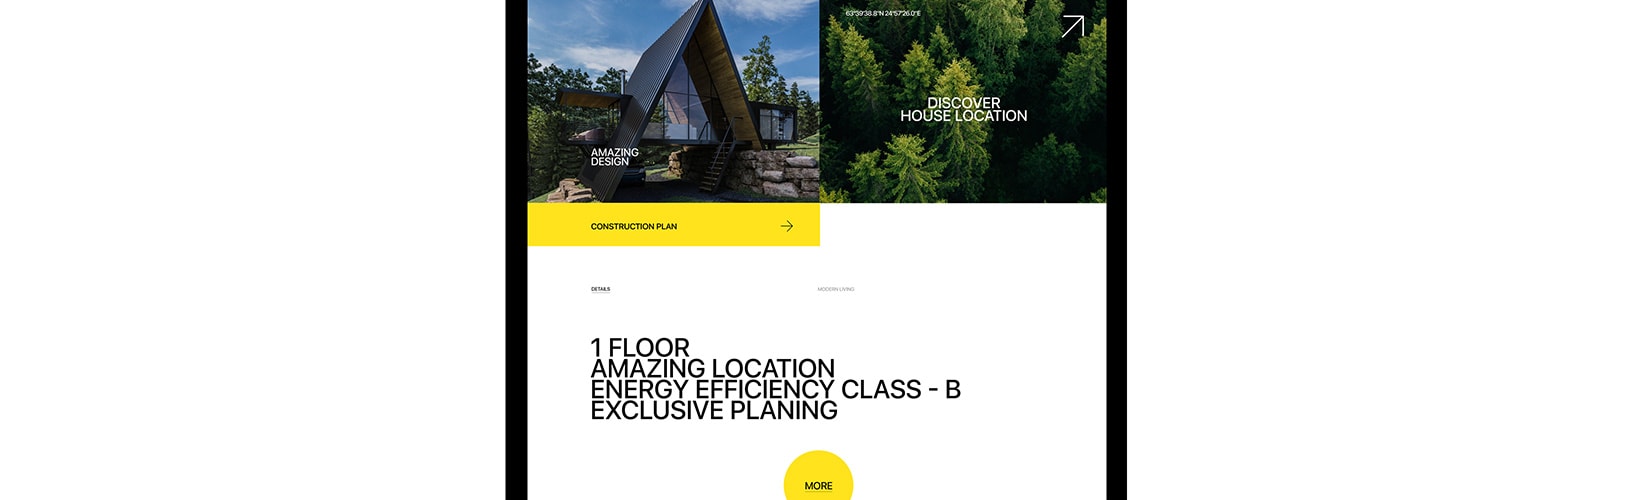 63°39'38.8"N 24°57'26.0"E
DISCOVER
HOUSE LOCATION
AMAZING
DESIGN
CONSTRUCTION PLAN
DETAILS
MODERN LIVING
1 FLOOR
AMAZING LOCATION
ENERGY EFFICIENCY CLASS - B
EXCLUSIVE PLANING
MORE